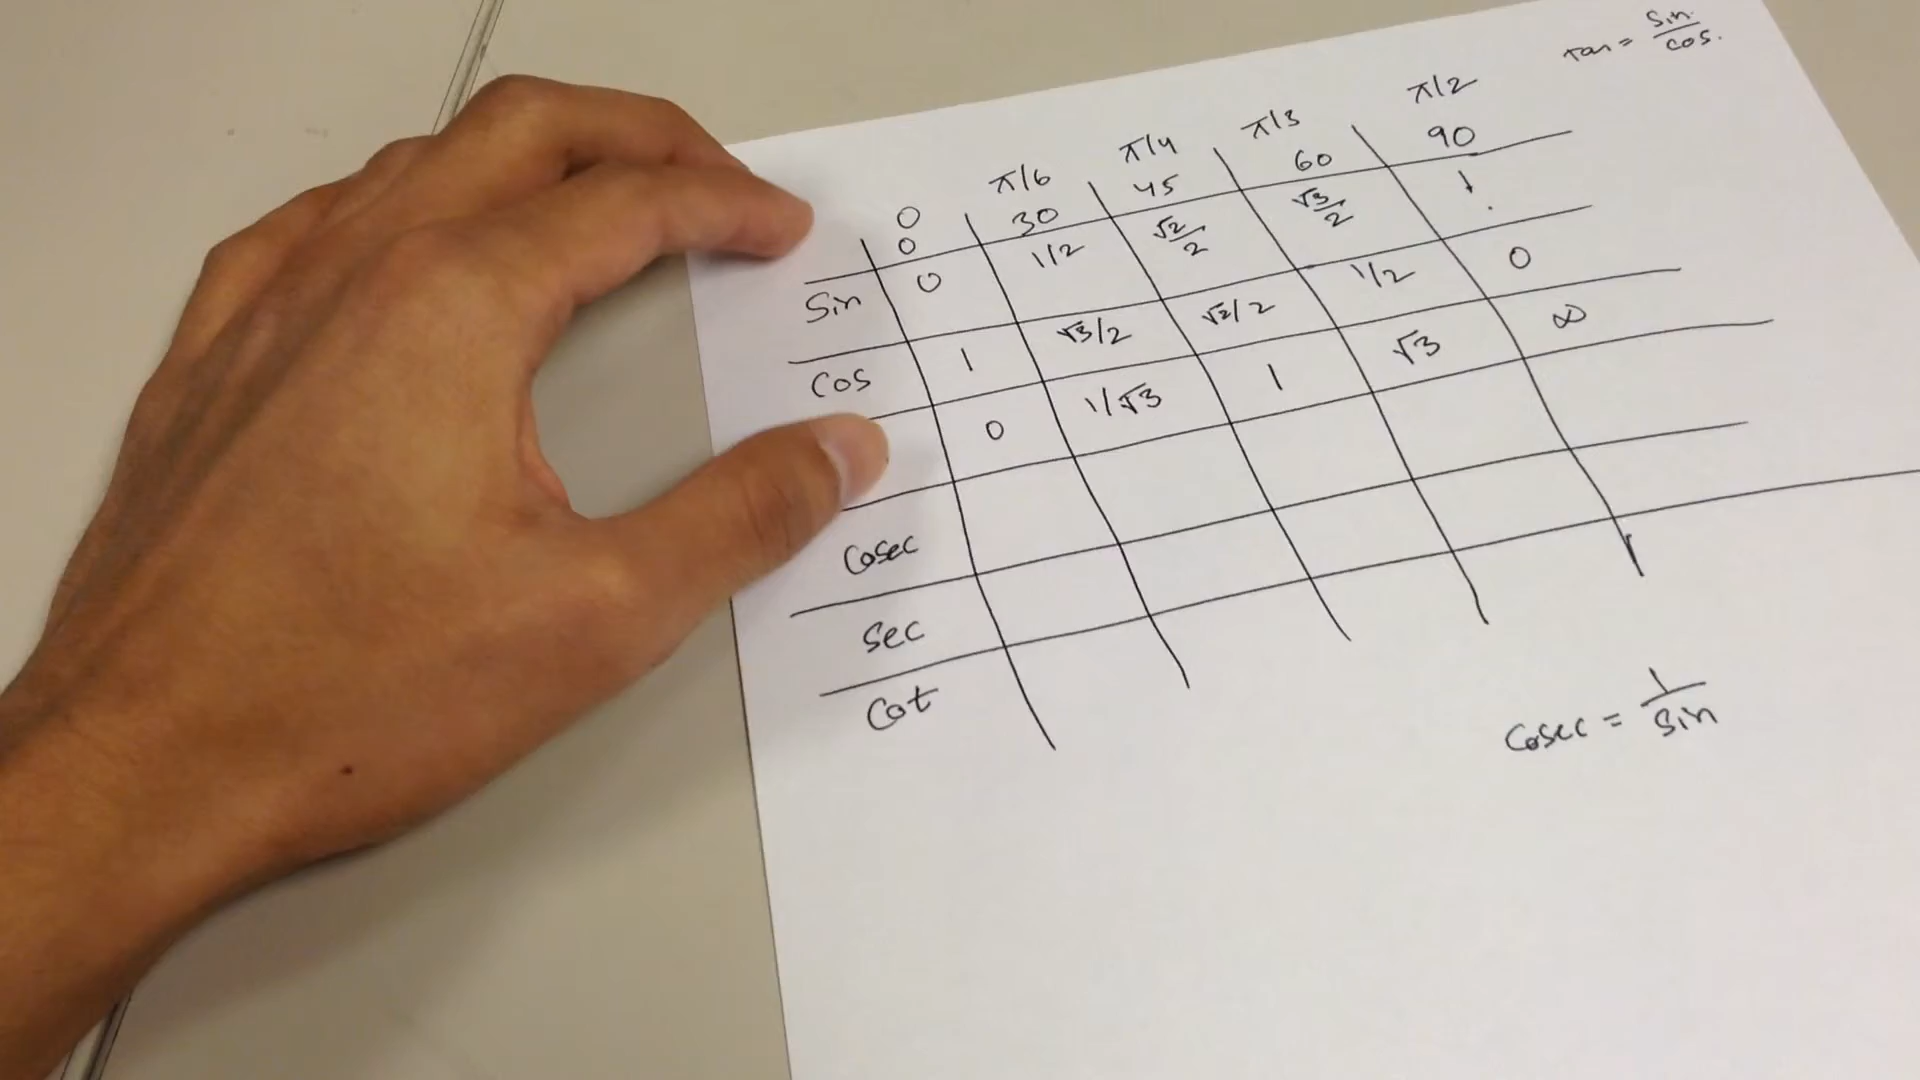 tan = sin/cos.
0 π/6 π/4 π/3 π/2
0 30 45 60 90
Sin 0 1/2 √2/2 √3/2 1
Cos 1 √3/2 √2/2 1/2 0
0 1/√3 1 √3 ∞
Cosec
Sec
Cot
Cosec = 1/Sin